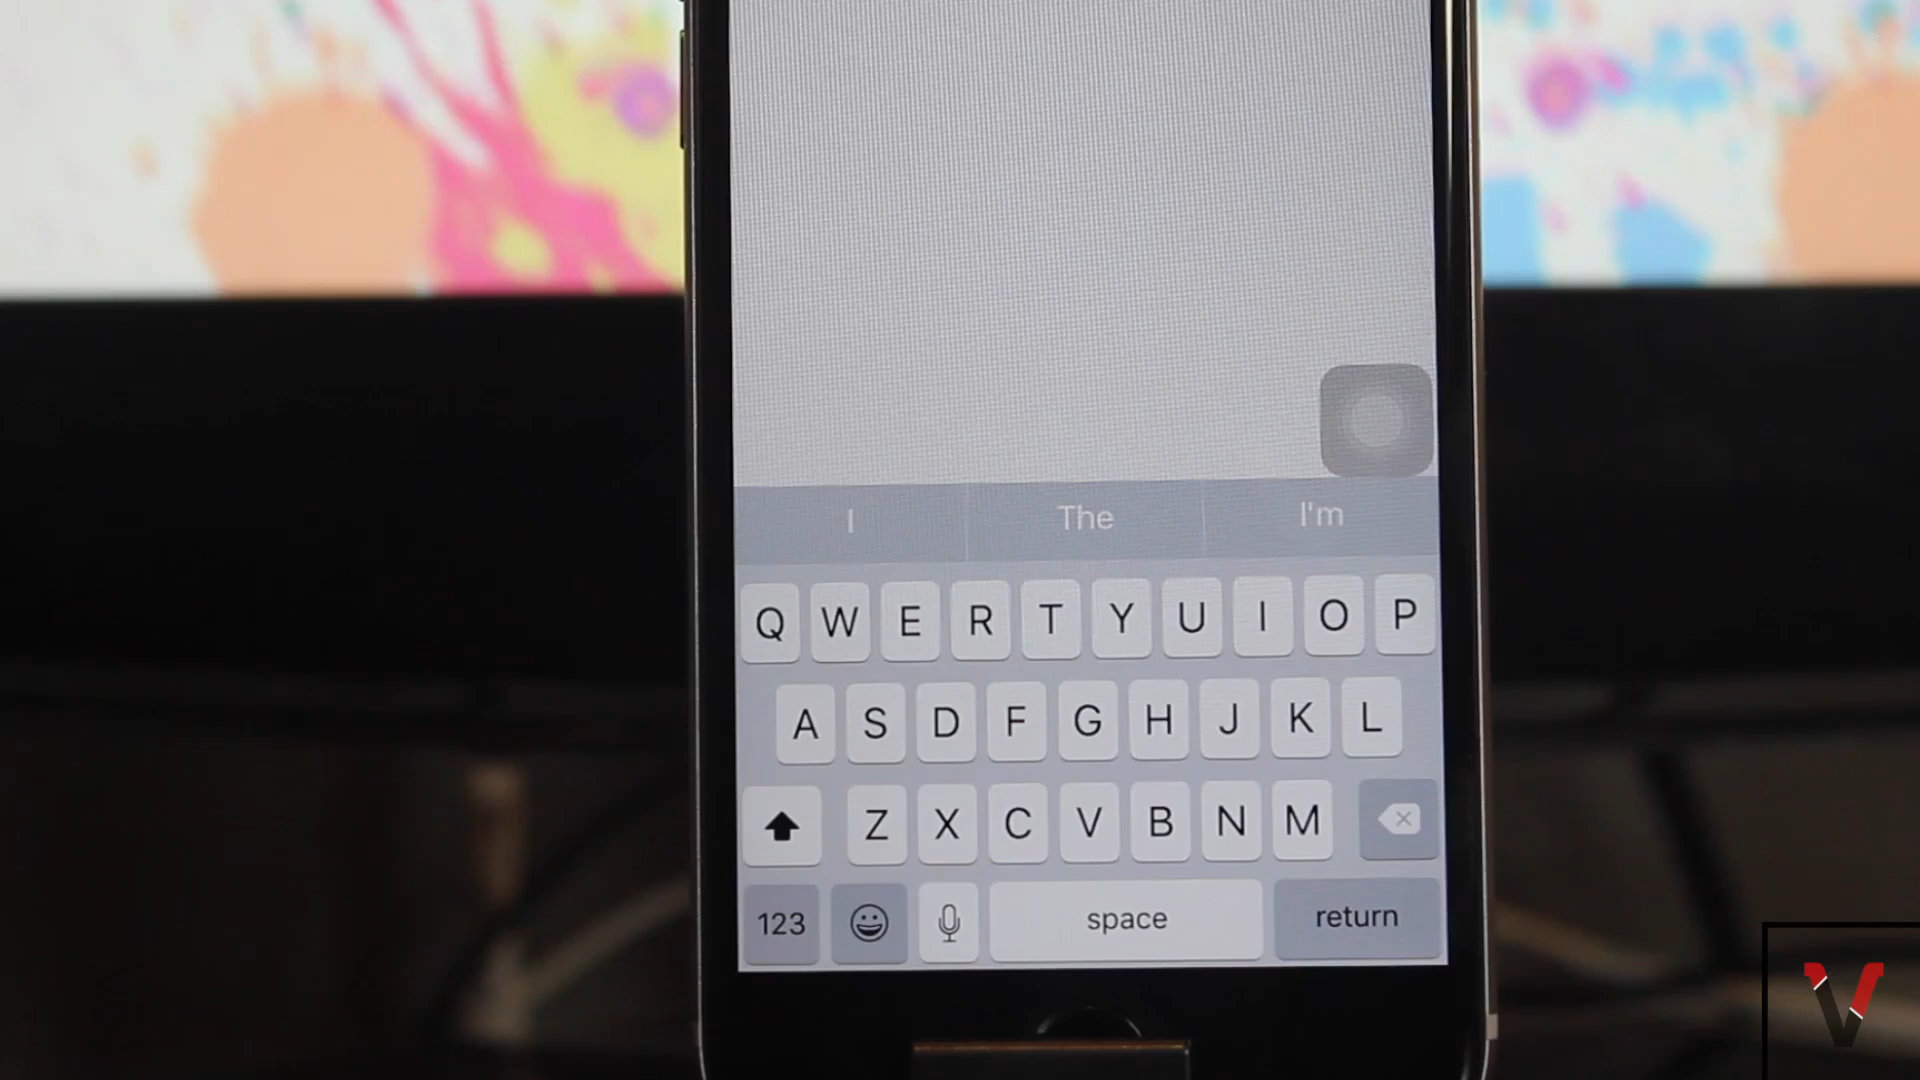 I The I'm
Q W E R T Y U I O P
A S D F G H J K L
Z X C V B N M
123 space return
V